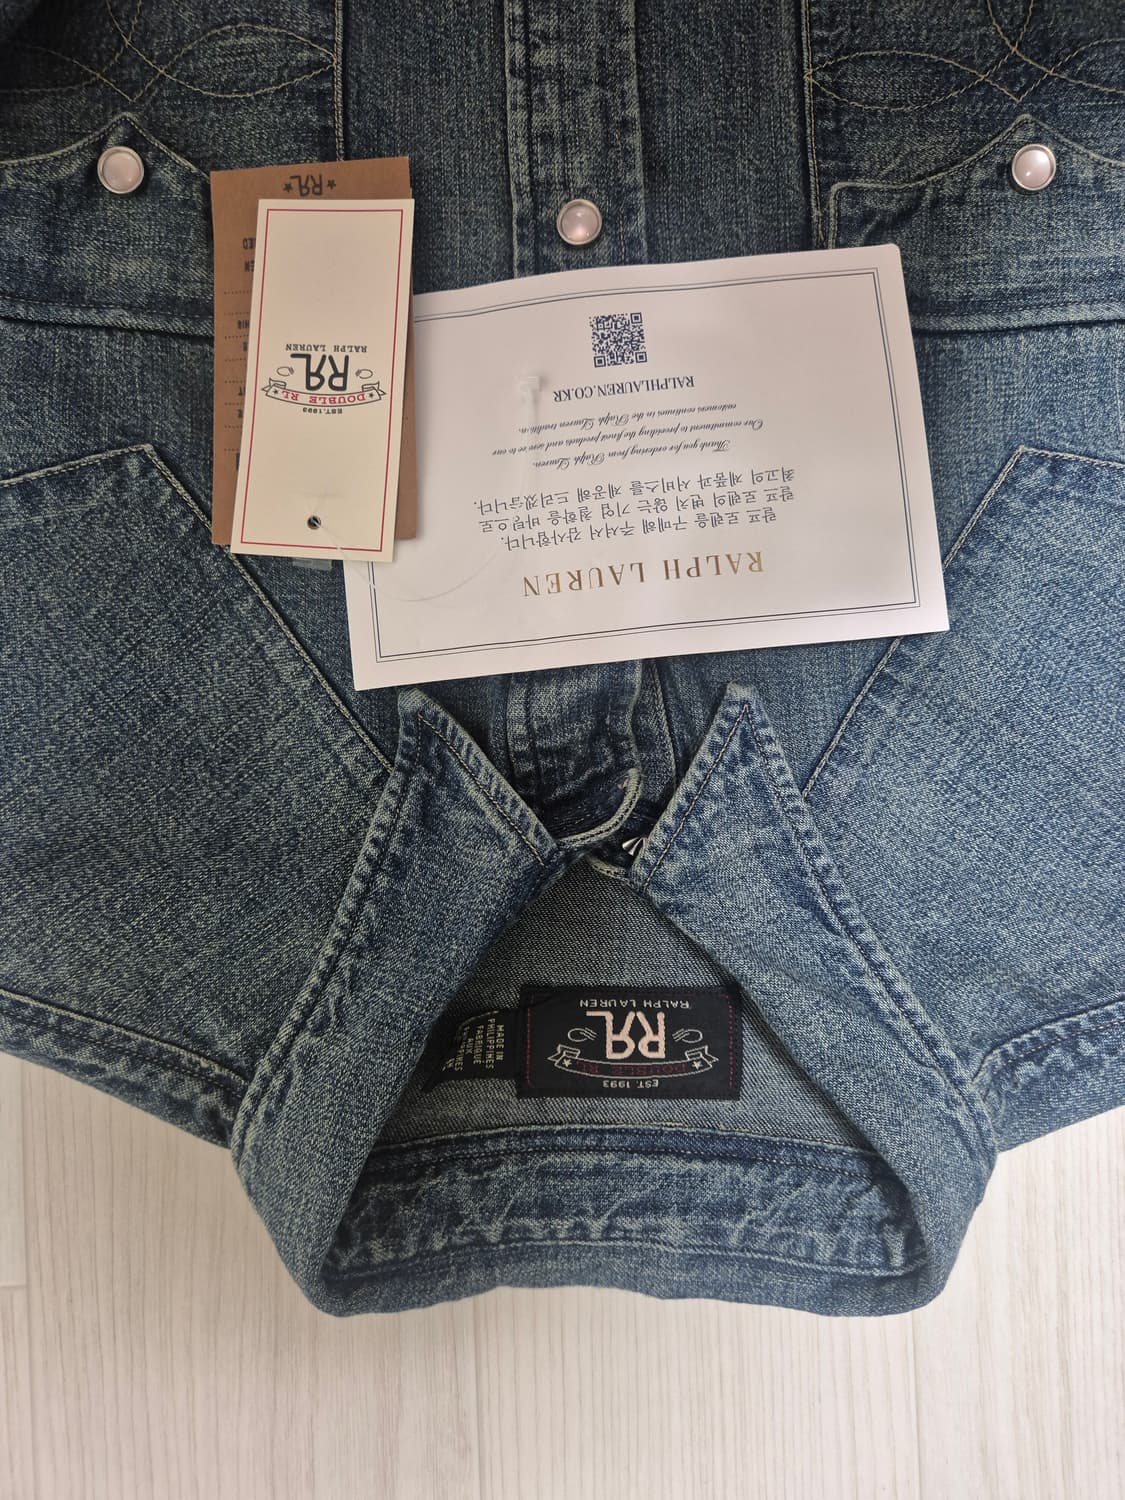 RALPH LAUREN
랄프 로렌을 구매해 주셔서 감사합니다.
랄프 로렌의 변치 않는 기업 철학을 바탕으로
최고의 제품과 서비스를 제공해 드리겠습니다.
Thank you for ordering from Ralph Lauren.
Our commitment to providing the finest products and service to our
customers continues in the Ralph Lauren tradition.
RALPHLAUREN.CO.KR
EST. 1993
DOUBLE RL
RRL
RALPH LAUREN
RRL
EST. 1993
DOUBLE RL
RRL
RALPH LAUREN
MADE IN
PHILIPPINES
FABRIQUÉ
AUX